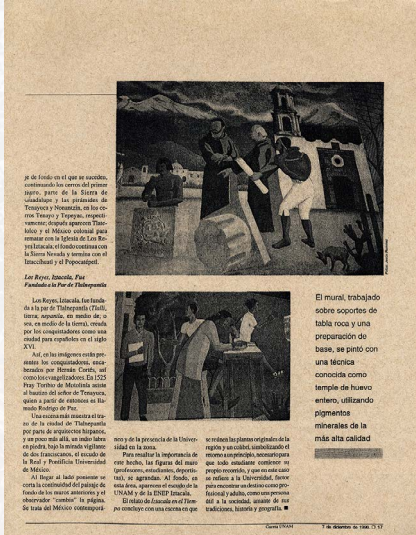 je de fondo en el que se suceden,
continuando los cerros del primer
muro, parte de la Sierra de
Guadalupe y las pirámides de
Tenayuca y Nonantzin, en los ce-
rros Tenayo y Tepeyac, respecti-
vamente; después aparecen Tlate-
lolco y el México colonial para
rematar con la Iglesia de Los Re-
yes Iztacala; el fondo continua con
la Sierra Nevada y termina con el
Iztaccíhuatl y el Popocatépetl.
Los Reyes, Iztacala, Fue
Fundado a la Par de Tlalnepantla
Los Reyes, Iztacala, fue funda-
da a la par de Tlalnepantla (Tlalli,
tierra, nepantla, en medio de; o
sea, en medio de la tierra), creada
por los conquistadores como una
ciudad para españoles en el siglo
XVI.
Así, en las imágenes están pre-
sentes los conquistadores, enca-
bezados por Hernán Cortés, así
como los evangelizadores. En 1525
Fray Toribio de Motolinía asiste
al bautizo del señor de Tenayuca,
quien a partir de entonces es lla-
mado Rodrigo de Paz.
Una escena más muestra el tra-
zo de la ciudad de Tlalnepantla
por parte de arquitectos hispanos,
y un poco más allá, un indio labra
en piedra, bajo la mirada vigilante
de dos franciscanos, el escudo de
la Real y Pontificia Universidad
de México.
Al llegar al lado poniente se
corta la continuidad del paisaje de
fondo de los muros anteriores y el
observador "cambia" la página.
Se trata del México contemporá-
neo y de la presencia de la Univer-
sidad en la zona.
Para resaltar la importancia de
este hecho, las figuras del muro
(profesores, estudiantes, deportis-
tas), se agrandan. Al fondo, en
esta área, aparecen el escudo de la
UNAM y de la ENEP Iztacala.
El relato de Iztacala en el Tiem-
po concluye con una escena en que
se reúnen las plantas originales de la
región y un colibrí, simbolizando el
retorno a un principio, necesario para
que todo estudiante comience su
propio recorrido, y que en este caso
se refiere a la Universidad, factor
para encontrar un destino como pro-
fesional y adulto, como una persona
útil a la sociedad, amante de sus
tradiciones, historia y geografía. ■
El mural, trabajado
sobre soportes de
tabla roca y una
preparación de
base, se pintó con
una técnica
conocida como
temple de huevo
entero, utilizando
pigmentos
minerales de la
más alta calidad
Gaceta UNAM
7 de diciembre de 1998. 17